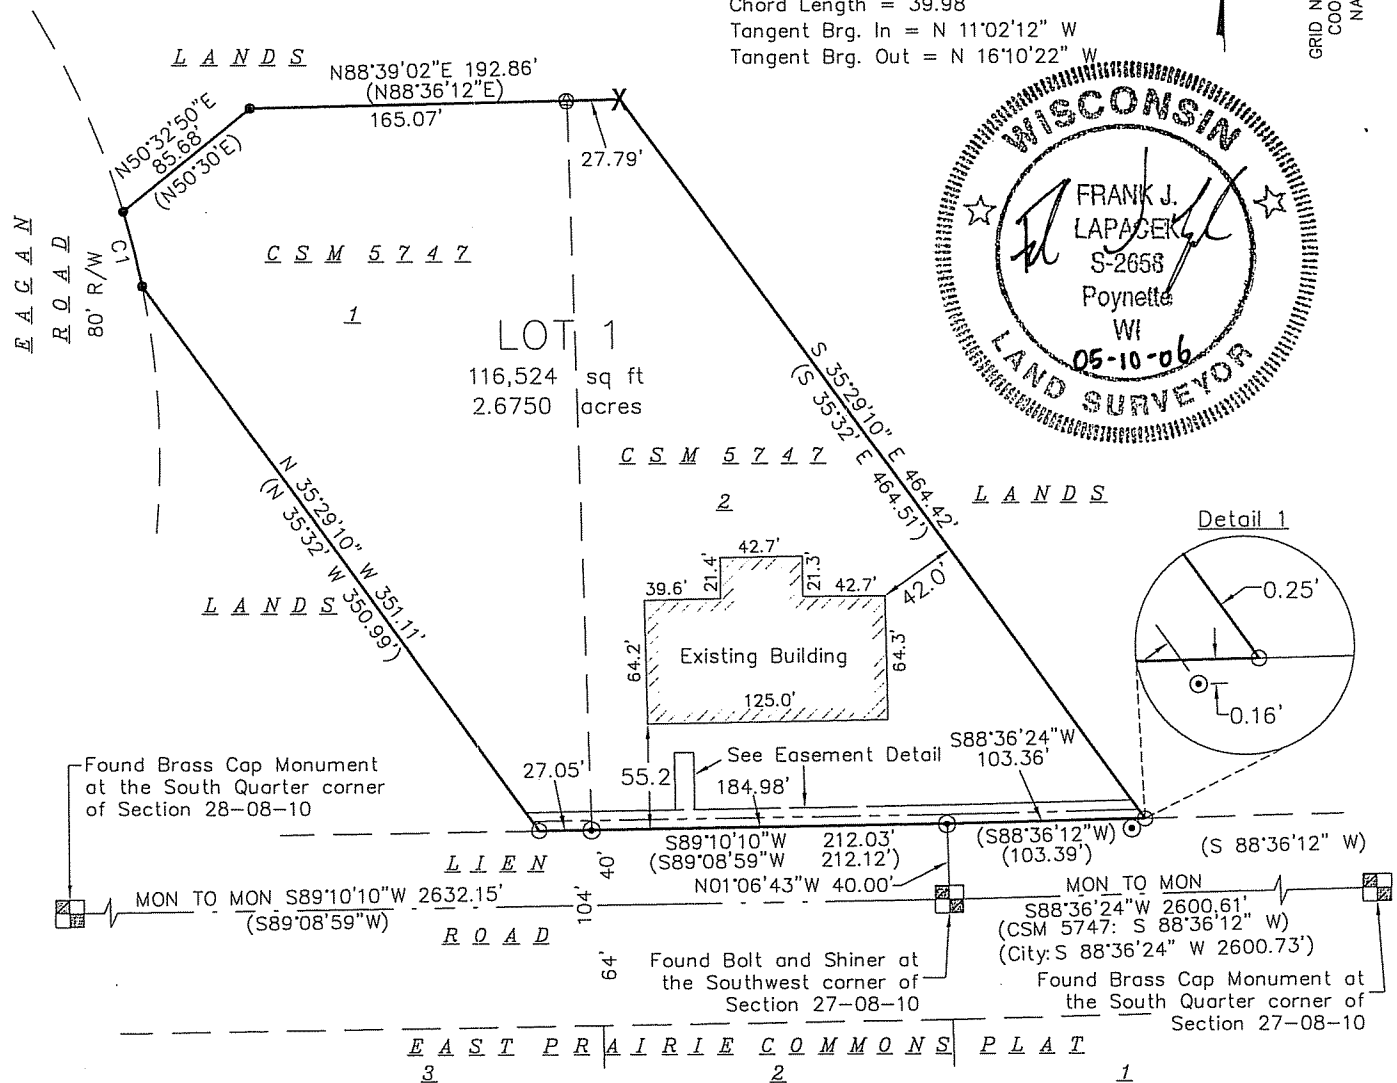 Chord Length = 39.98
Tangent Brg. In = N 11°02'12" W
Tangent Brg. Out = N 16°10'22" W
GRID N
COO
NA
LANDS
N88°39'02"E 192.86'
(N88°36'12"E)
165.07'
27.79'
N50°32'50"E
85.68'
(N50°30'E)
C1
EAGAN
ROAD
80' R/W
CSM 5747
1
LOT 1
116,524 sq ft
2.6750 acres
WISCONSIN
FRANK J.
LAPACEK
S-2658
Poynette
WI
05-10-06
LAND SURVEYOR
S 35°29'10" E 464.42'
(S 35°32' E 464.51')
CSM 5747
2
LANDS
N 35°29'10" W 351.11'
(N 35°32' W 350.99')
LANDS
Detail 1
0.25'
0.16'
42.7'
21.4'
21.3'
39.6'
42.7'
42.0'
64.2'
Existing Building
64.3'
125.0'
Found Brass Cap Monument
at the South Quarter corner
of Section 28-08-10
27.05'
55.2
See Easement Detail
184.98'
S88°36'24"W
103.36'
S89°10'10"W 212.03'
(S89°08'59"W 212.12')
(S88°36'12"W)
(103.39')
(S 88°36'12" W)
LIEN
ROAD
40'
104'
64'
N01°06'43"W 40.00'
MON TO MON S89°10'10"W 2632.15'
(S89°08'59"W)
MON TO MON
S88°36'24"W 2600.61'
(CSM 5747: S 88°36'12" W)
(City: S 88°36'24" W 2600.73')
Found Bolt and Shiner at
the Southwest corner of
Section 27-08-10
Found Brass Cap Monument at
the South Quarter corner of
Section 27-08-10
EAST PRAIRIE COMMONS PLAT
3
2
1